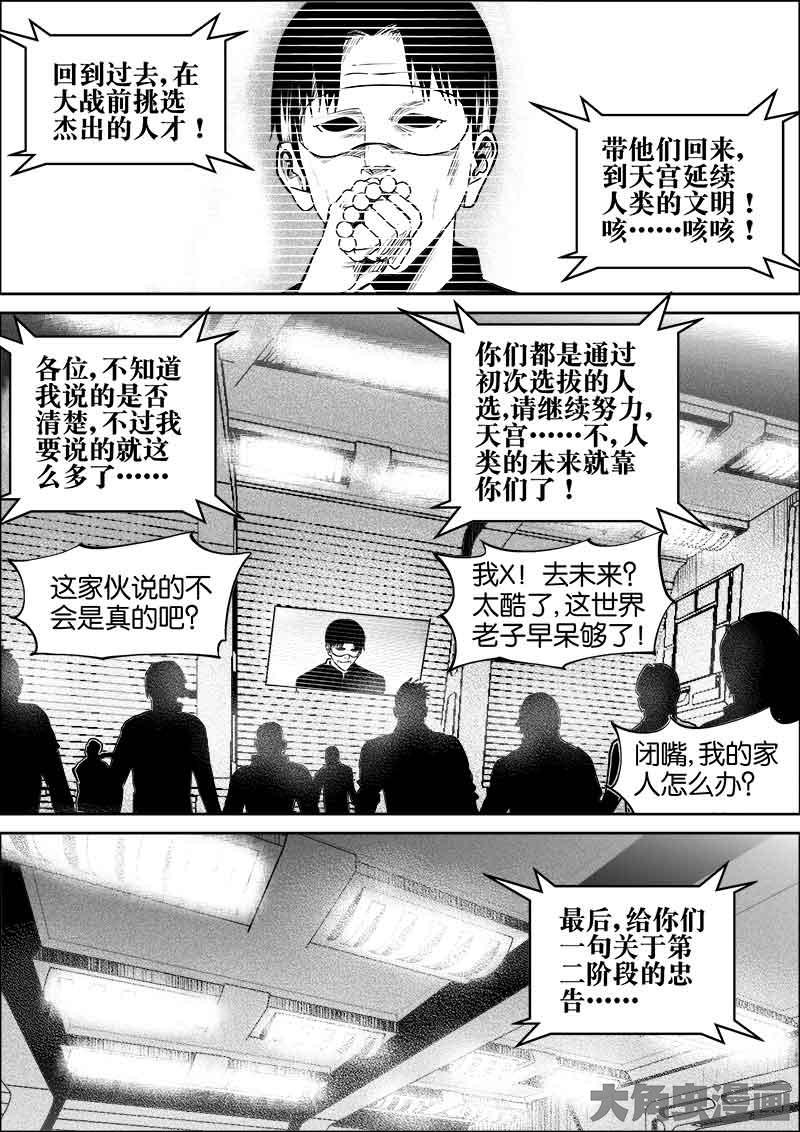 回到过去,在
大战前挑选
杰出的人才！
带他们回来,
到天宫延续
人类的文明！
咳……咳咳！
各位,不知道
我说的是否
清楚,不过我
要说的就这
么多了……
你们都是通过
初次选拔的人
选,请继续努力,
天宫……不,人
类的未来就靠
你们了！
这家伙说的不
会是真的吧？
我X！去未来？
太酷了,这世界
老子早呆够了！
闭嘴,我的家
人怎么办？
最后,给你们
一句关于第
二阶段的忠
告……
大角虫漫画